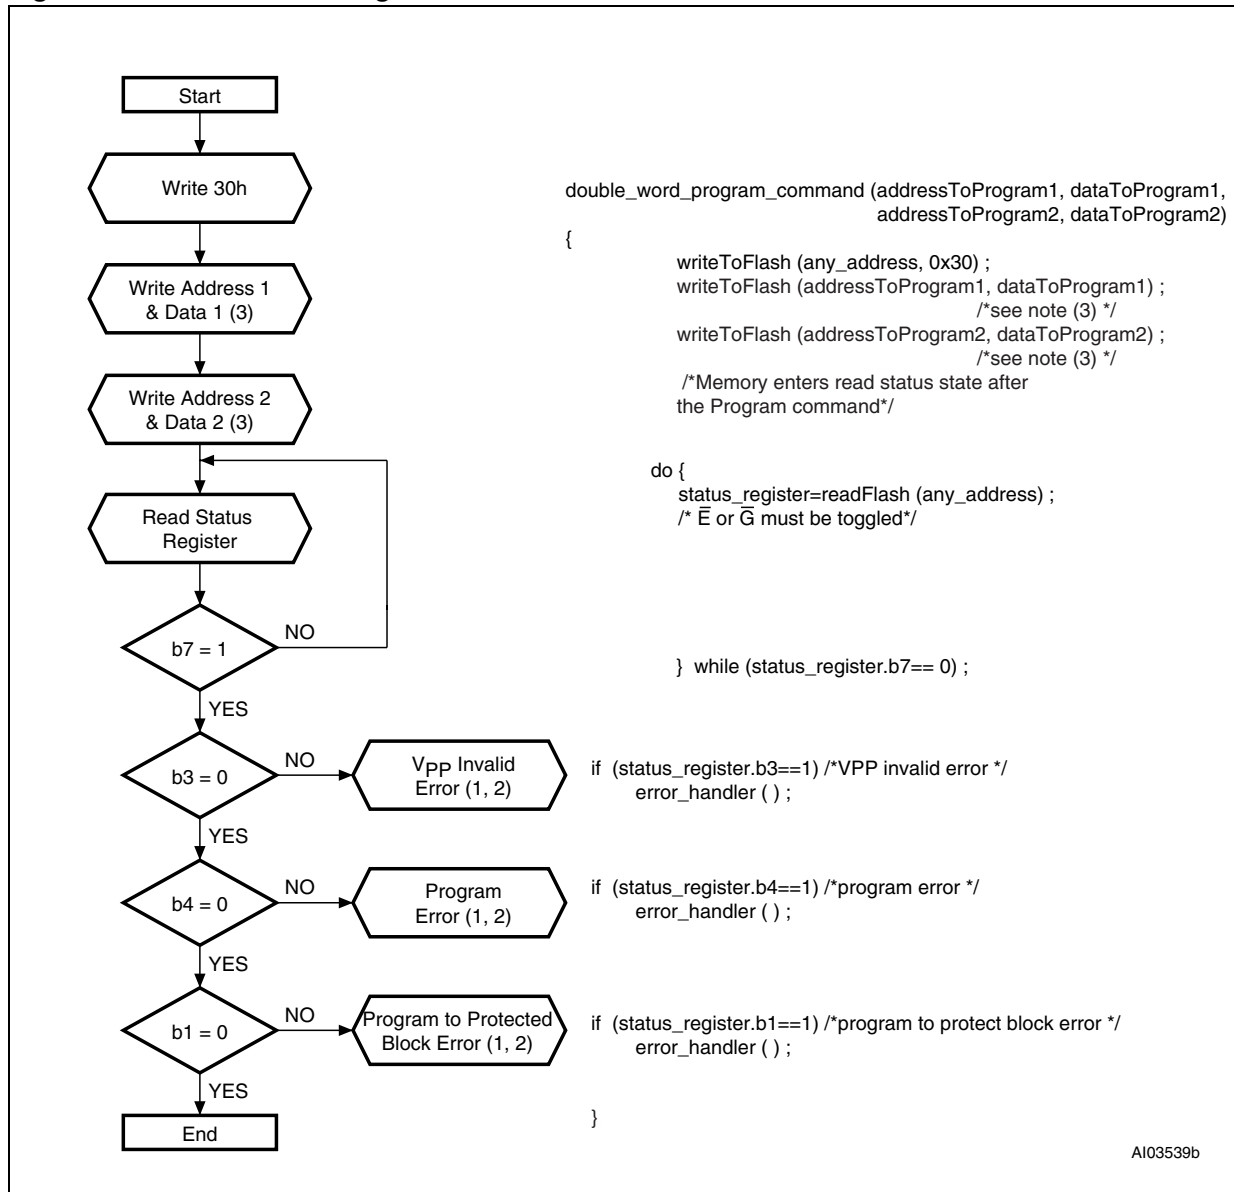 Start
Write 30h
Write Address 1
& Data 1 (3)
Write Address 2
& Data 2 (3)
Read Status
Register
b7 = 1
NO
YES
b3 = 0
NO
VPP Invalid
Error (1, 2)
YES
b4 = 0
NO
Program
Error (1, 2)
YES
b1 = 0
NO
Program to Protected
Block Error (1, 2)
YES
End
double_word_program_command (addressToProgram1, dataToProgram1,
addressToProgram2, dataToProgram2)
{
writeToFlash (any_address, 0x30) ;
writeToFlash (addressToProgram1, dataToProgram1) ;
/*see note (3) */
writeToFlash (addressToProgram2, dataToProgram2) ;
/*see note (3) */
/*Memory enters read status state after
the Program command*/
do {
status_register=readFlash (any_address) ;
/* E̅ or G̅ must be toggled*/
} while (status_register.b7== 0) ;
if (status_register.b3==1) /*VPP invalid error */
error_handler ( ) ;
if (status_register.b4==1) /*program error */
error_handler ( ) ;
if (status_register.b1==1) /*program to protect block error */
error_handler ( ) ;
}
AI03539b